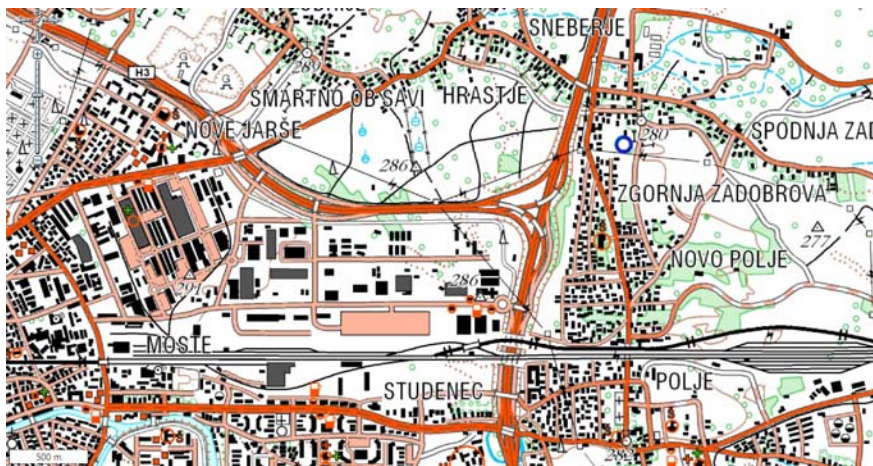 SNEBERJE
H3
280
ŠMARTNO OB SAVI
HRASTJE
NOVE JARŠE
280
SPODNJA ZAD
286
ZGORNJA ZADOBROVA
277
NOVO POLJE
286
291
MOSTE
STUDENEC
POLJE
500 m